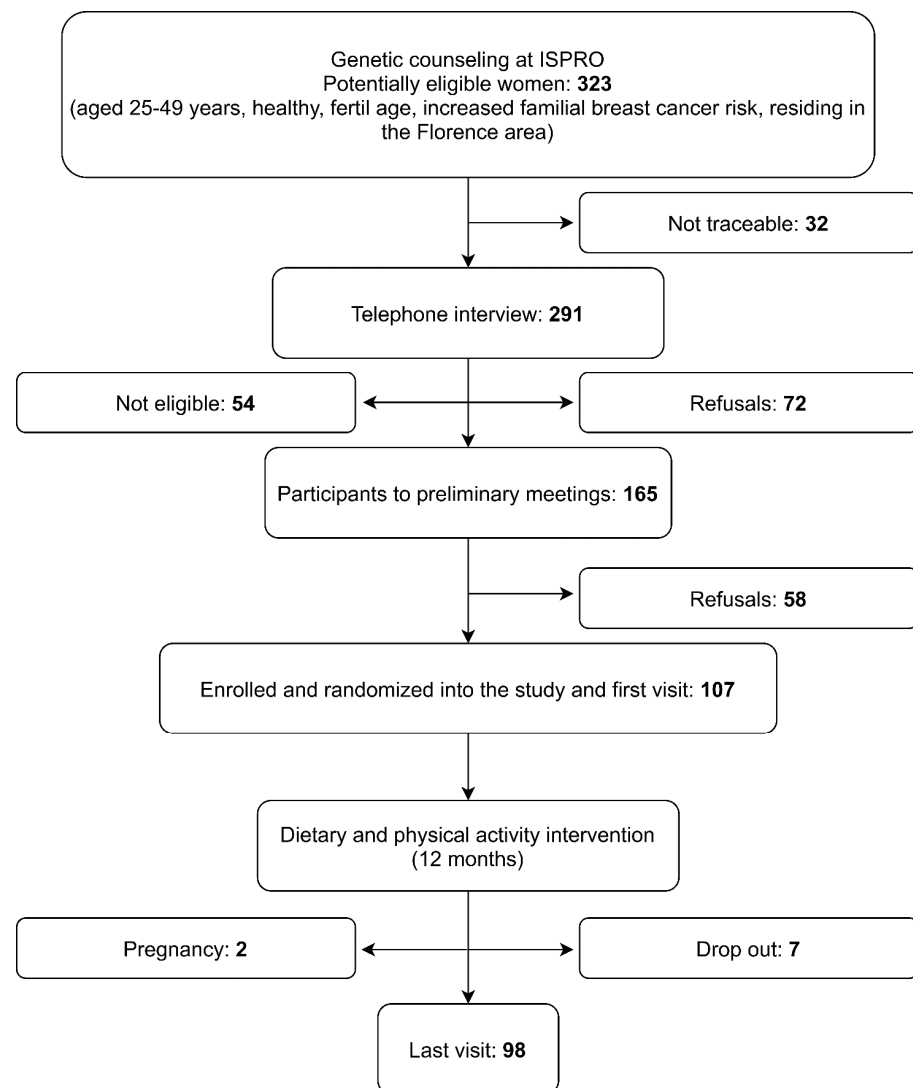 Genetic counseling at ISPRO
Potentially eligible women: 323
(aged 25-49 years, healthy, fertil age, increased familial breast cancer risk, residing in
the Florence area)
Not traceable: 32
Telephone interview: 291
Not eligible: 54
Refusals: 72
Participants to preliminary meetings: 165
Refusals: 58
Enrolled and randomized into the study and first visit: 107
Dietary and physical activity intervention
(12 months)
Pregnancy: 2
Drop out: 7
Last visit: 98